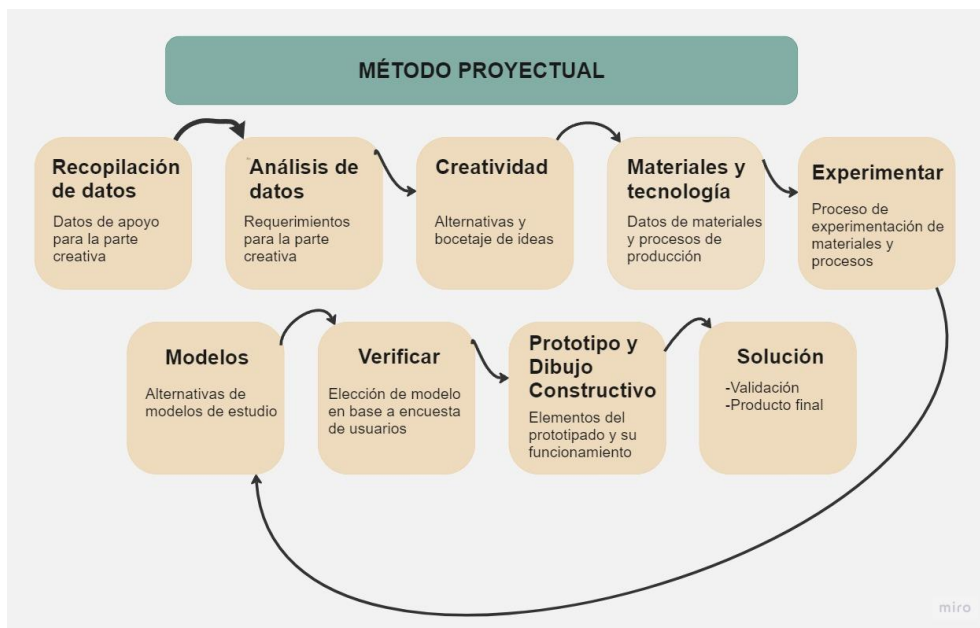 MÉTODO PROYECTUAL
Recopilación
de datos
Datos de apoyo
para la parte
creativa
Análisis de
datos
Requerimientos
para la parte
creativa
Creatividad
Alternativas y
bocetaje de ideas
Materiales y
tecnología
Datos de materiales
y procesos de
producción
Experimentar
Proceso de
experimentación de
materiales y
procesos
Modelos
Alternativas de
modelos de estudio
Verificar
Elección de modelo
en base a encuesta
de usuarios
Prototipo y
Dibujo
Constructivo
Elementos del
prototipado y su
funcionamiento
Solución
-Validación
-Producto final
miro